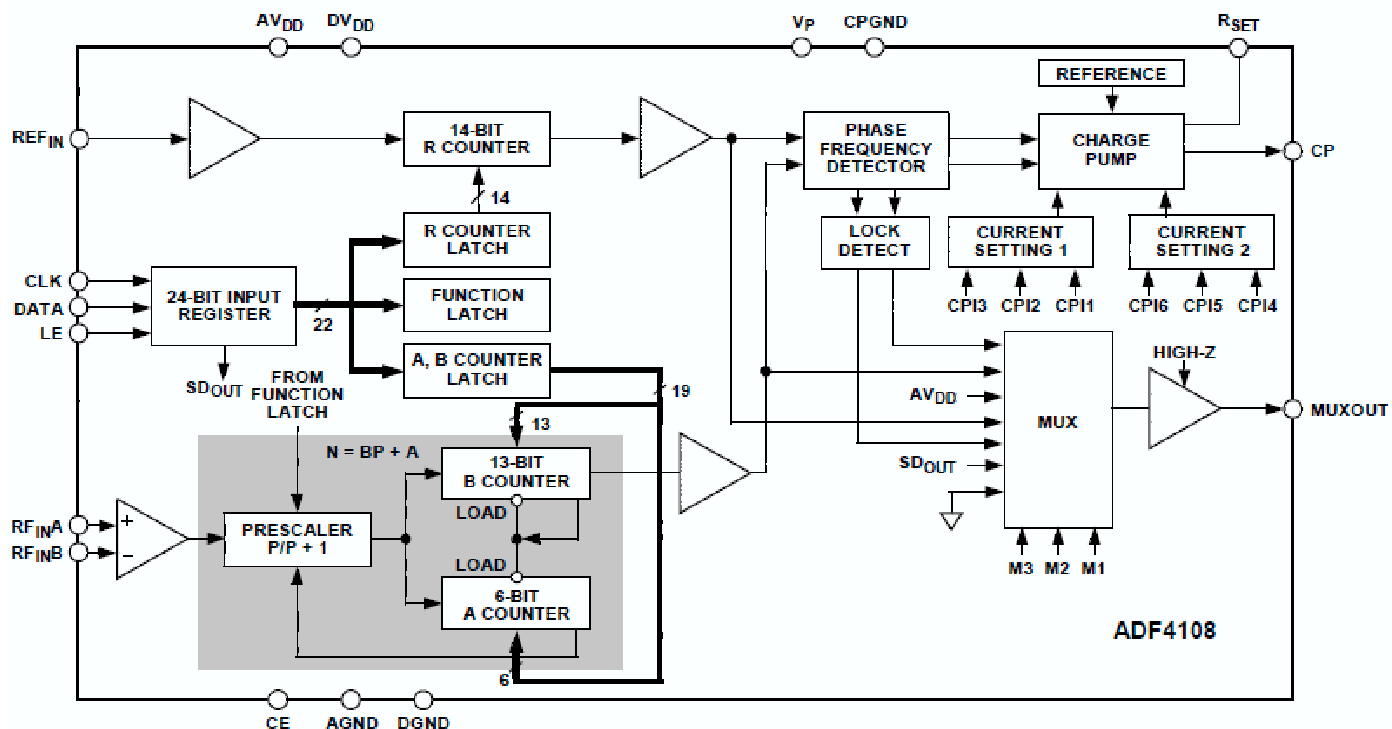 AVDD DVDD VP CPGND RSET
REFERENCE
REFIN
14-BIT
R COUNTER
PHASE
FREQUENCY
DETECTOR
CHARGE
PUMP
CP
14
R COUNTER
LATCH
LOCK
DETECT
CURRENT
SETTING 1
CURRENT
SETTING 2
CPI3 CPI2 CPI1
CPI6 CPI5 CPI4
CLK
DATA
LE
24-BIT INPUT
REGISTER
22
FUNCTION
LATCH
A, B COUNTER
LATCH
SDOUT
FROM
FUNCTION
LATCH
19
13
HIGH-Z
AVDD
MUX
MUXOUT
SDOUT
N = BP + A
13-BIT
B COUNTER
LOAD
RFINA
RFINB
+
−
PRESCALER
P/P + 1
LOAD
6-BIT
A COUNTER
6
M3 M2 M1
ADF4108
CE AGND DGND